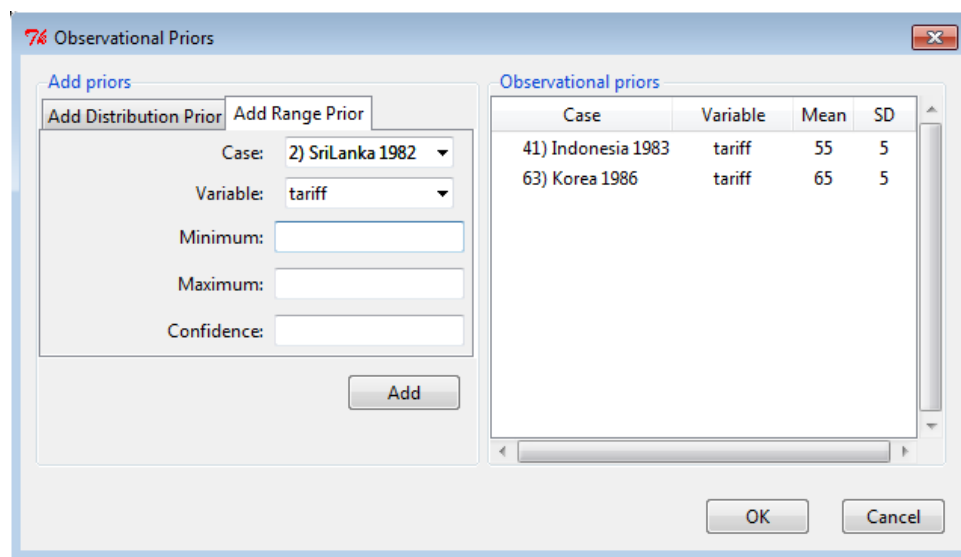 Observational Priors
Add priors
Add Distribution Prior Add Range Prior
Case: 2) SriLanka 1982
Variable: tariff
Minimum:
Maximum:
Confidence:
Add
Observational priors
Case Variable Mean SD
41) Indonesia 1983 tariff 55 5
63) Korea 1986 tariff 65 5
OK Cancel